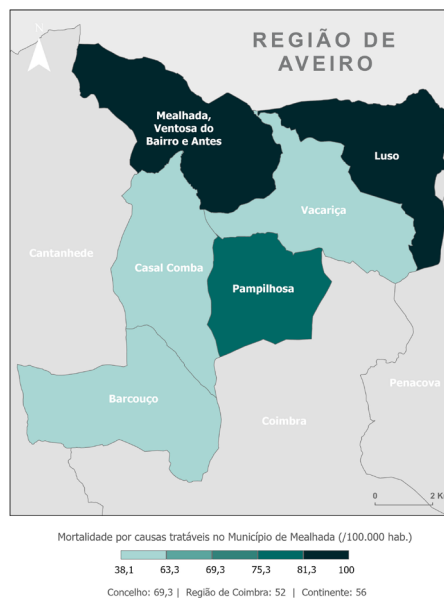 REGIÃO DE
AVEIRO
Mealhada,
Ventosa do
Bairro e Antes
Luso
Vacariça
Cantanhede
Casal Comba
Pampilhosa
Penacova
Barcouço
Coimbra
0 2 K
Mortalidade por causas tratáveis no Município de Mealhada (/100.000 hab.)
38,1 63,3 69,3 75,3 81,3 100
Concelho: 69,3 | Região de Coimbra: 52 | Continente: 56